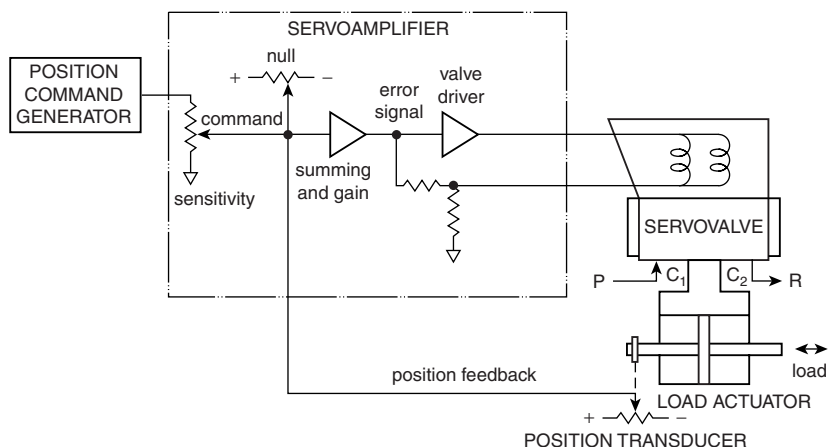 SERVOAMPLIFIER
null
+ −
POSITION
COMMAND
GENERATOR
command
sensitivity
summing
and gain
error
signal
valve
driver
SERVOVALVE
P C1 C2 R
load
position feedback
LOAD ACTUATOR
+ −
POSITION TRANSDUCER